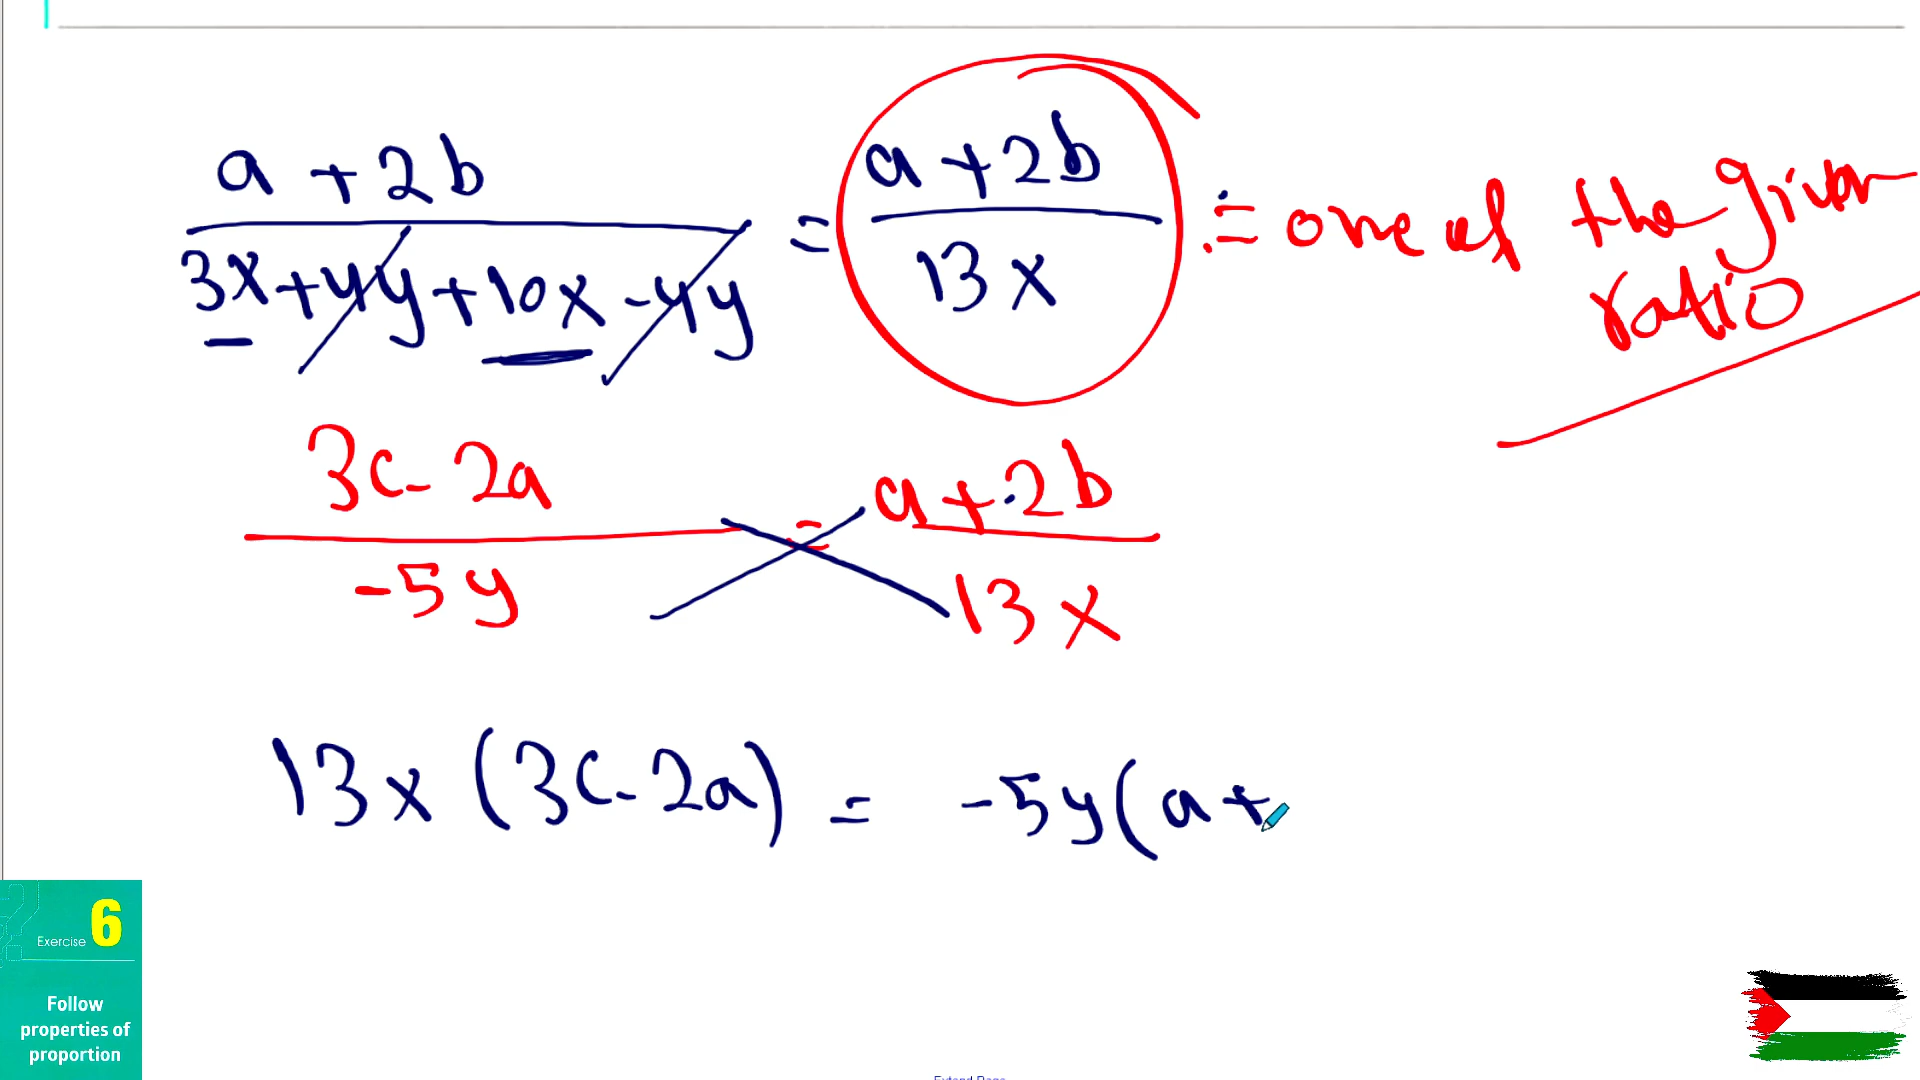 a + 2b
3x + 4y + 10x - 4y
=
a + 2b
13x
= one of the given ratio
3c - 2a
-5y
=
a + 2b
13x
13x (3c - 2a) = -5y (a +
Exercise 6
Follow
properties of
proportion